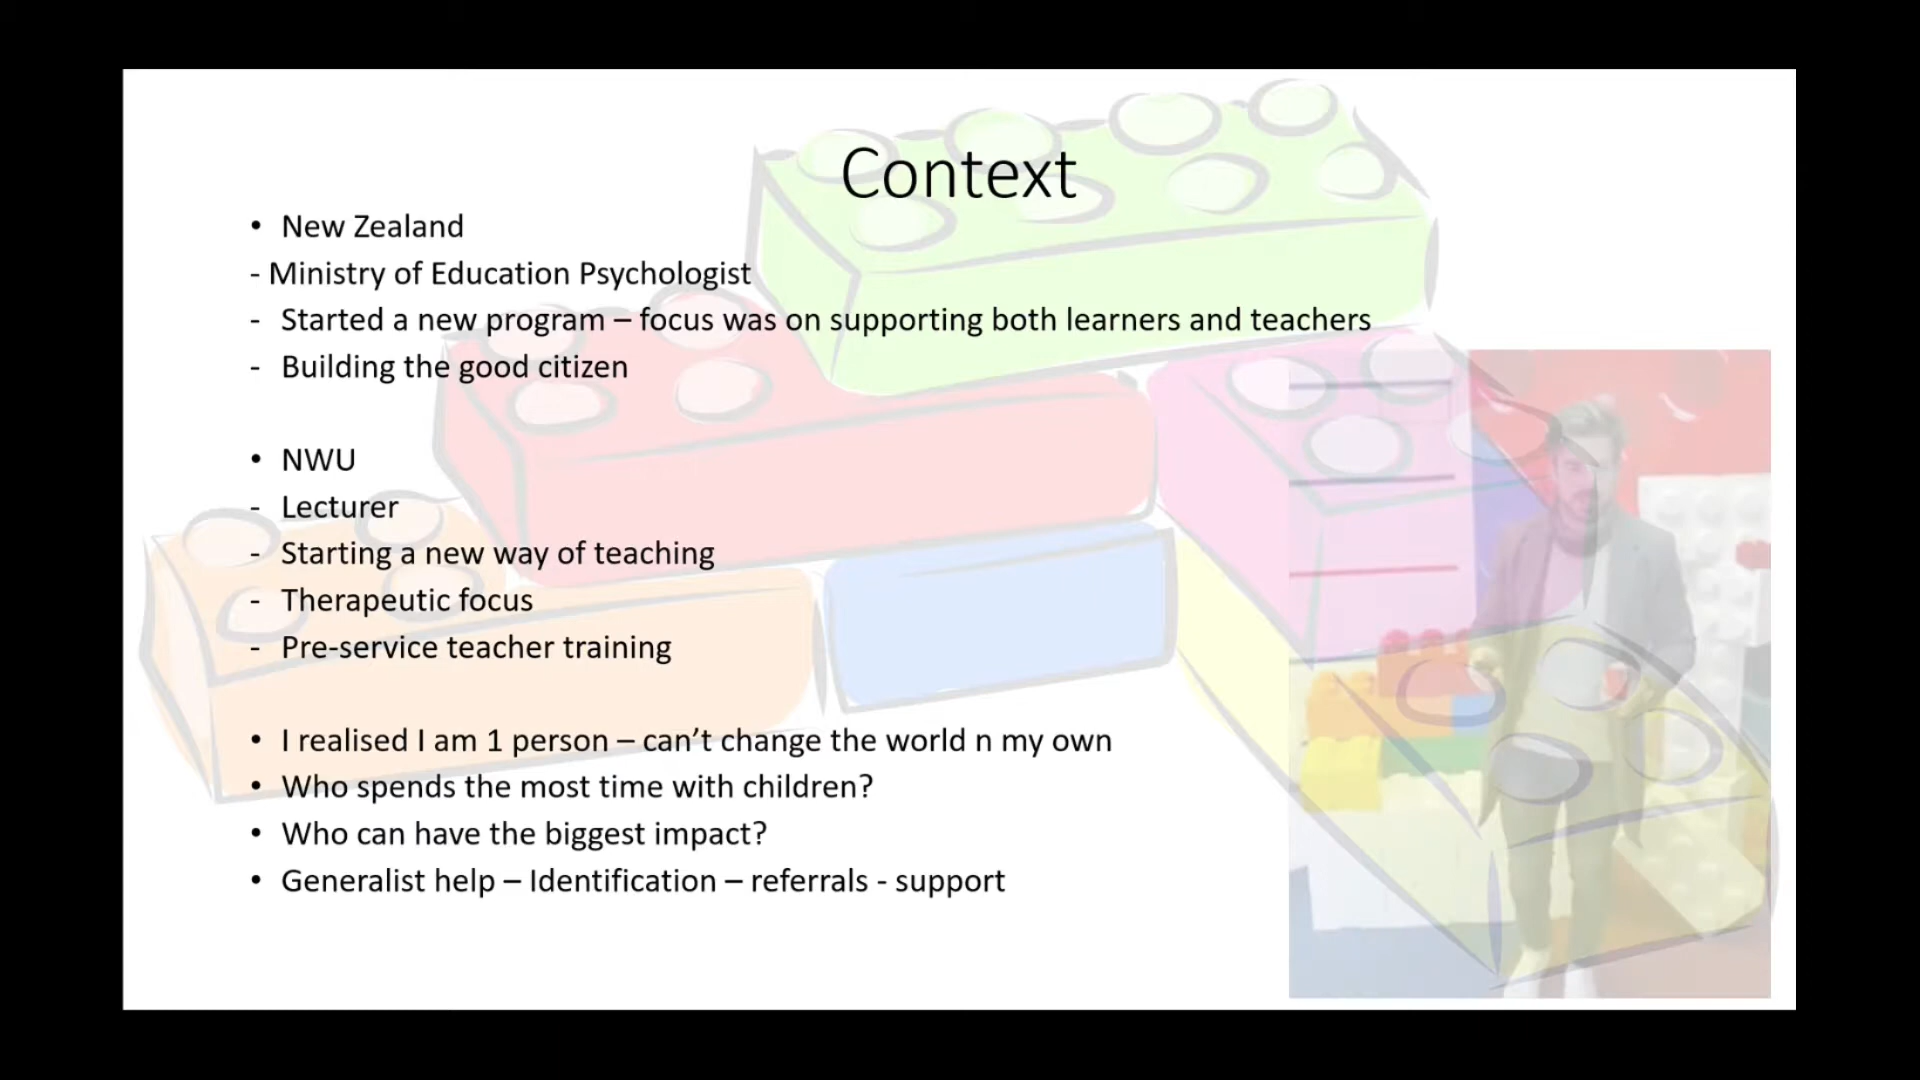 Context
• New Zealand
- Ministry of Education Psychologist
- Started a new program – focus was on supporting both learners and teachers
- Building the good citizen
• NWU
- Lecturer
- Starting a new way of teaching
- Therapeutic focus
- Pre-service teacher training
• I realised I am 1 person – can’t change the world n my own
• Who spends the most time with children?
• Who can have the biggest impact?
• Generalist help – Identification – referrals - support